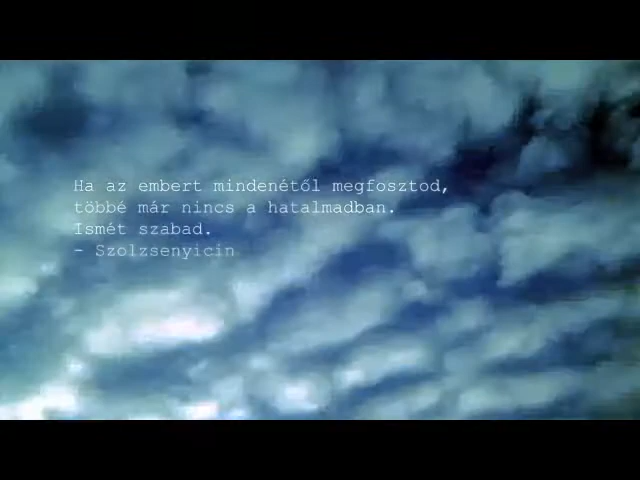 Ha az embert mindenétől megfosztod,
többé már nincs a hatalmadban.
Ismét szabad.
- Szolzsenyicin